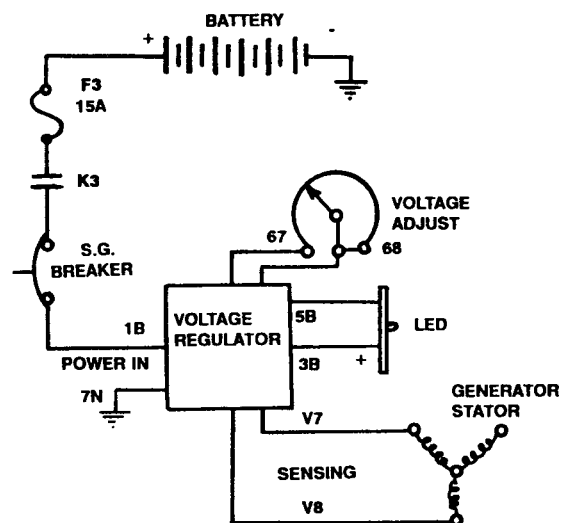 BATTERY
+ -
F3
15A
K3
S.G.
BREAKER
VOLTAGE
ADJUST
67
68
1B
POWER IN
7N
VOLTAGE
REGULATOR
5B
3B
+
LED
GENERATOR
STATOR
V7
SENSING
V8